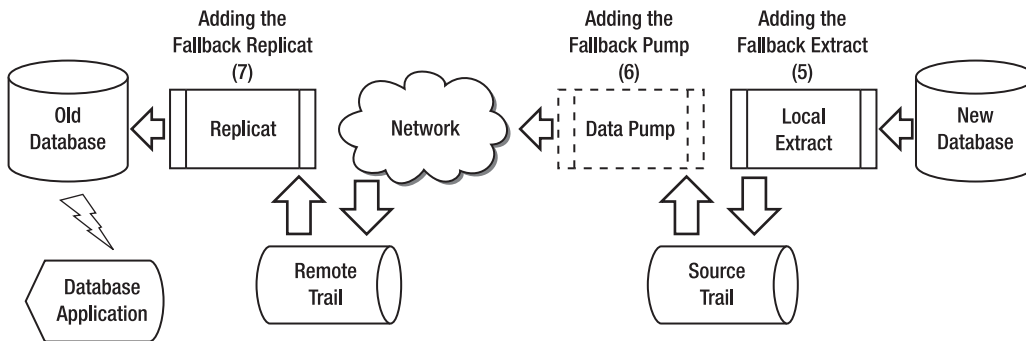 Adding the
Fallback Replicat
(7)
Adding the
Fallback Pump
(6)
Adding the
Fallback Extract
(5)
Old
Database
Replicat
Network
Data Pump
Local
Extract
New
Database
Database
Application
Remote
Trail
Source
Trail